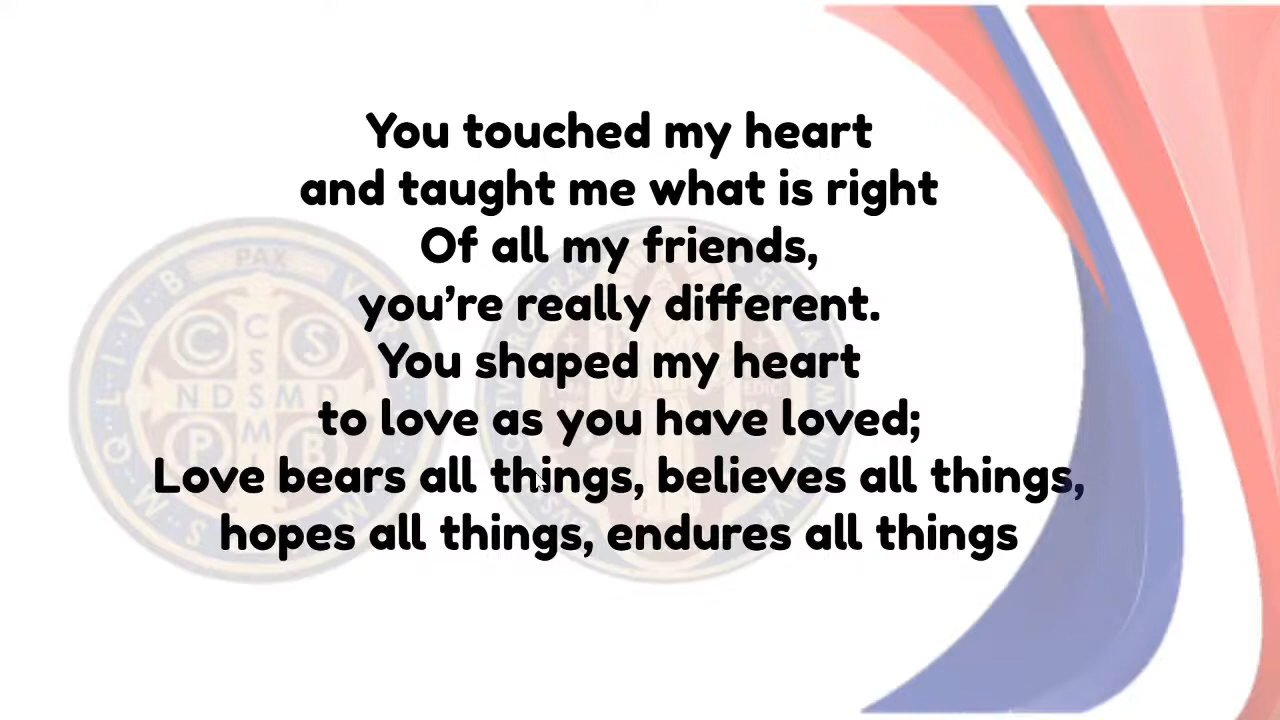 You touched my heart
and taught me what is right
Of all my friends,
you’re really different.
You shaped my heart
to love as you have loved;
Love bears all things, believes all things,
hopes all things, endures all things
PAX
C S
C
S
S
M
N D S M D
P B